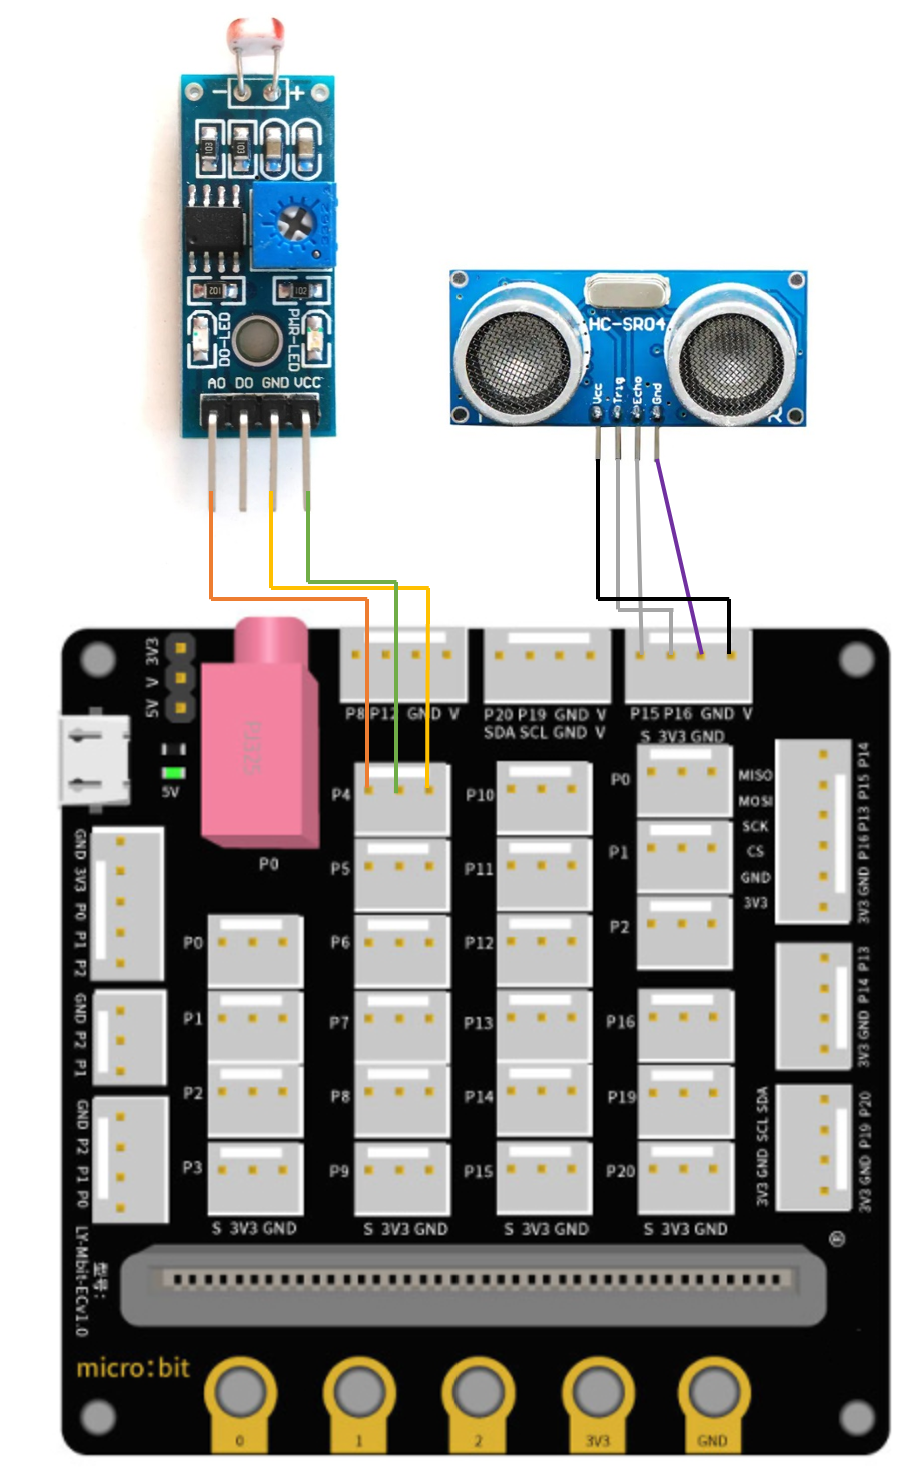 − +
103 103
201 102
DO-LED PWR-LED
AO DO GND VCC
HC-SR04
Vcc Trig Echo Gnd
5V V 3V3
5V
PJ325
P0
P8 P12 GND V
P20 P19 GND V
SDA SCL GND V
P15 P16 GND V
S 3V3 GND
P4
P5
P6
P7
P8
P9
S 3V3 GND
P10
P11
P12
P13
P14
P15
S 3V3 GND
P0
P1
P2
P16
P19
P20
S 3V3 GND
P0
P1
P2
P3
S 3V3 GND
GND 3V3 P0 P1 P2
GND P2 P1
GND P2 P1 P0
MISO
MOSI
SCK
CS
GND
3V3
3V3 GND P16 P13 P15 P14
3V3 GND P14 P13
3V3 GND SCL SDA
3V3 GND P19 P20
型号:
LY-Mbit-ECv1.0
®
micro:bit
0 1 2 3V3 GND